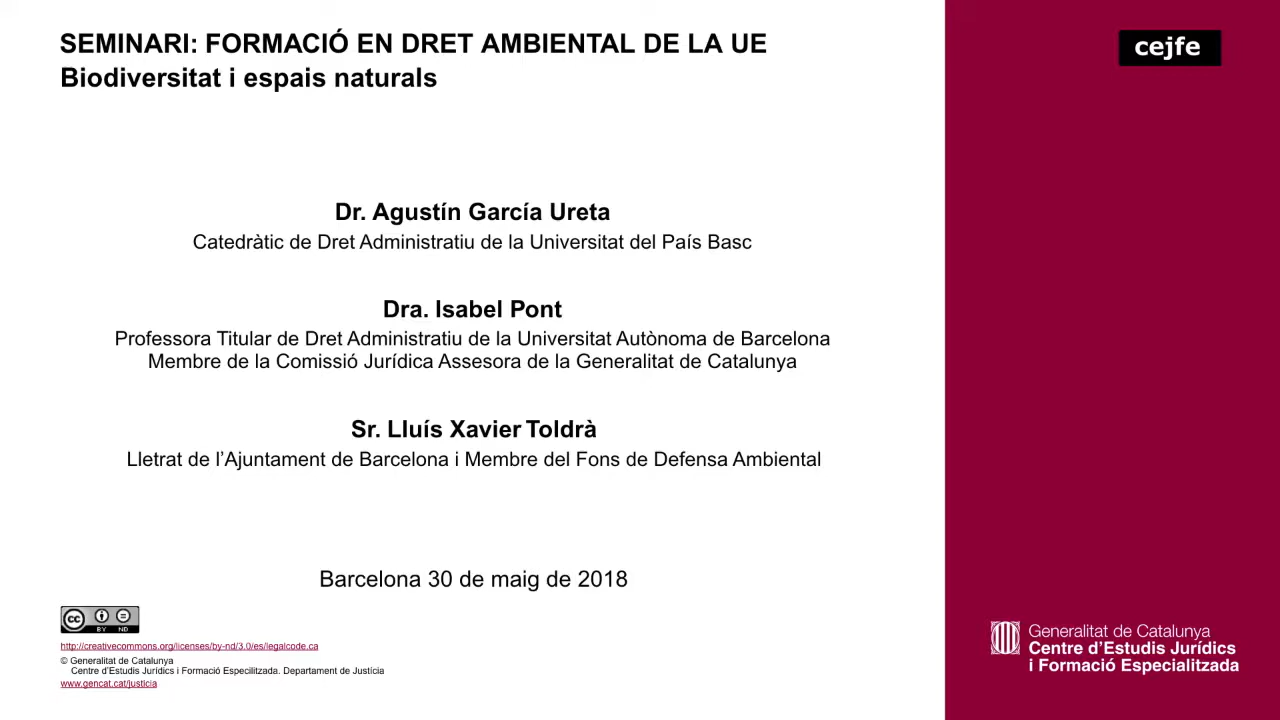 SEMINARI: FORMACIÓ EN DRET AMBIENTAL DE LA UE
Biodiversitat i espais naturals
cejfe
Dr. Agustín García Ureta
Catedràtic de Dret Administratiu de la Universitat del País Basc
Dra. Isabel Pont
Professora Titular de Dret Administratiu de la Universitat Autònoma de Barcelona
Membre de la Comissió Jurídica Assesora de la Generalitat de Catalunya
Sr. Lluís Xavier Toldrà
Lletrat de l’Ajuntament de Barcelona i Membre del Fons de Defensa Ambiental
Barcelona 30 de maig de 2018
cc BY ND
http://creativecommons.org/licenses/by-nd/3.0/es/legalcode.ca
© Generalitat de Catalunya
Centre d’Estudis Jurídics i Formació Especilitzada. Departament de Justícia
www.gencat.cat/justicia
Generalitat de Catalunya
Centre d’Estudis Jurídics
i Formació Especialitzada